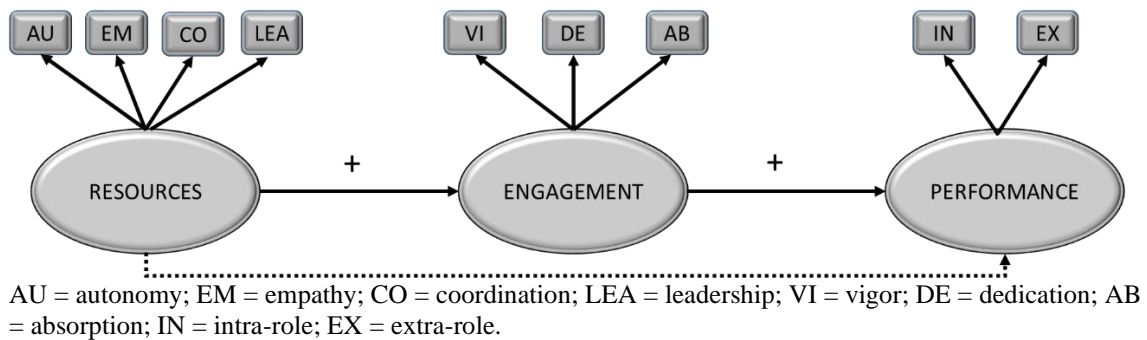 AU EM CO LEA VI DE AB IN EX
+ +
RESOURCES ENGAGEMENT PERFORMANCE
AU = autonomy; EM = empathy; CO = coordination; LEA = leadership; VI = vigor; DE = dedication; AB
= absorption; IN = intra-role; EX = extra-role.